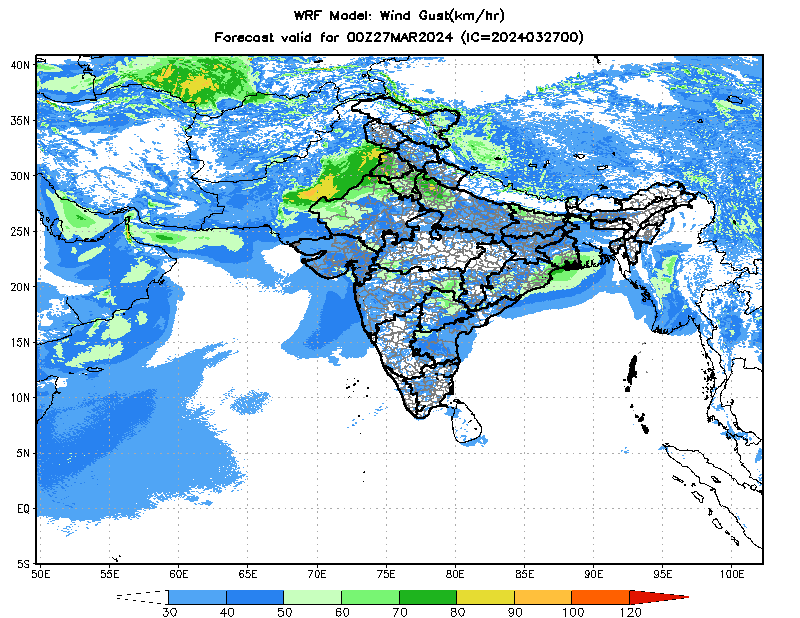 WRF Model: Wind Gust(km/hr)
Forecast valid for 00Z27MAR2024 (IC=2024032700)
40N
35N
30N
25N
20N
15N
10N
5N
EQ
5S
50E 55E 60E 65E 70E 75E 80E 85E 90E 95E 100E
30 40 50 60 70 80 90 100 120